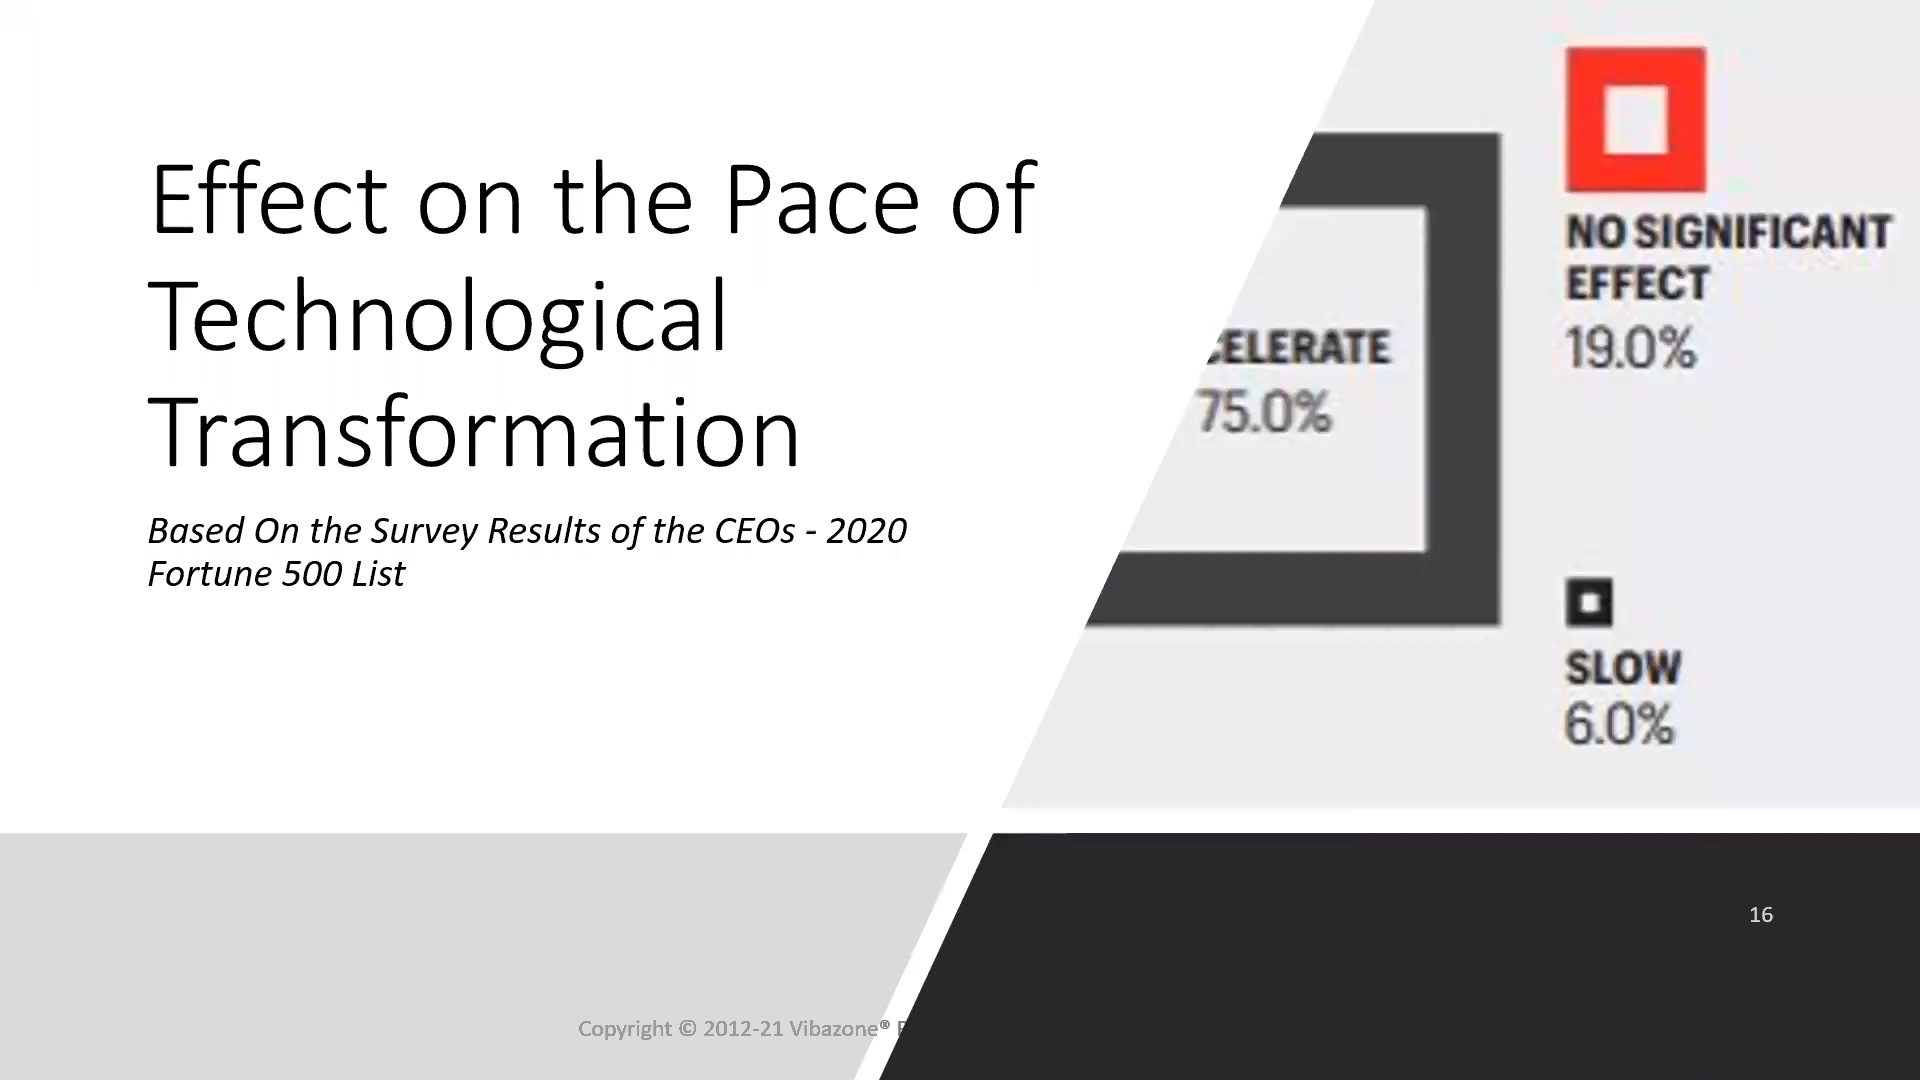 Effect on the Pace of
Technological
Transformation
Based On the Survey Results of the CEOs - 2020
Fortune 500 List
CELERATE
75.0%
NO SIGNIFICANT
EFFECT
19.0%
SLOW
6.0%
16
Copyright © 2012-21 Vibazone®